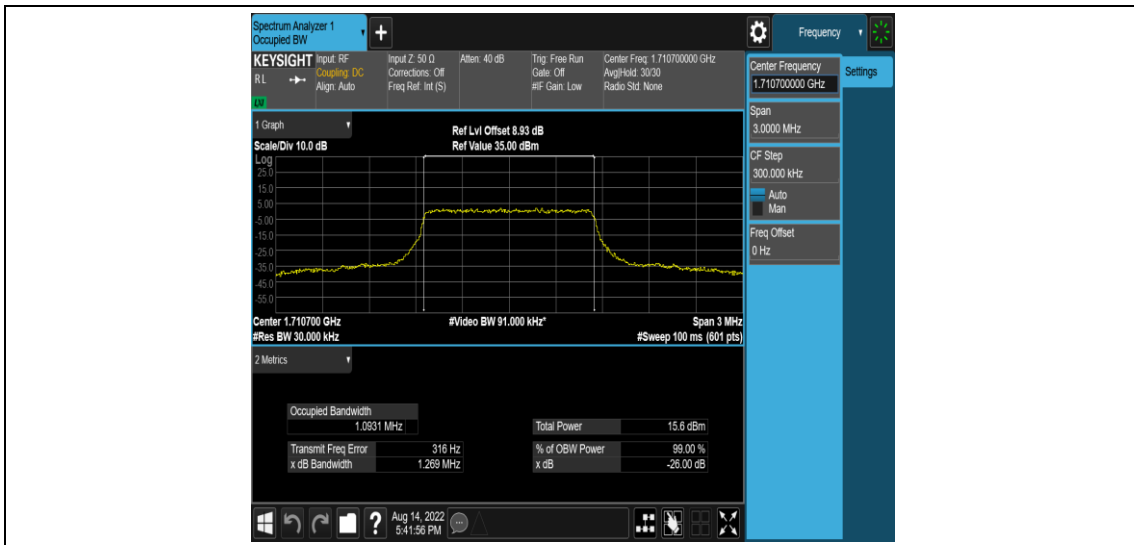 Spectrum Analyzer 1
Occupied BW
+
Frequency
KEYSIGHT
RL
Input: RF
Coupling: DC
Align: Auto
Input Z: 50 Ω
Corrections: Off
Freq Ref: Int (S)
Atten: 40 dB
Trig: Free Run
Gate: Off
#IF Gain: Low
Center Freq: 1.710700000 GHz
Avg|Hold: 30/30
Radio Std: None
Center Frequency
1.710700000 GHz
Settings
Span
3.0000 MHz
CF Step
300.000 kHz
Auto
Man
Freq Offset
0 Hz
1 Graph
Scale/Div 10.0 dB
Ref Lvl Offset 8.93 dB
Ref Value 35.00 dBm
Log
25.0
15.0
5.00
-5.00
-15.0
-25.0
-35.0
-45.0
-55.0
Center 1.710700 GHz
#Res BW 30.000 kHz
#Video BW 91.000 kHz*
Span 3 MHz
#Sweep 100 ms (601 pts)
2 Metrics
Occupied Bandwidth
1.0931 MHz
Transmit Freq Error 316 Hz
x dB Bandwidth 1.269 MHz
Total Power 15.6 dBm
% of OBW Power 99.00 %
x dB -26.00 dB
?
Aug 14, 2022
5:41:56 PM